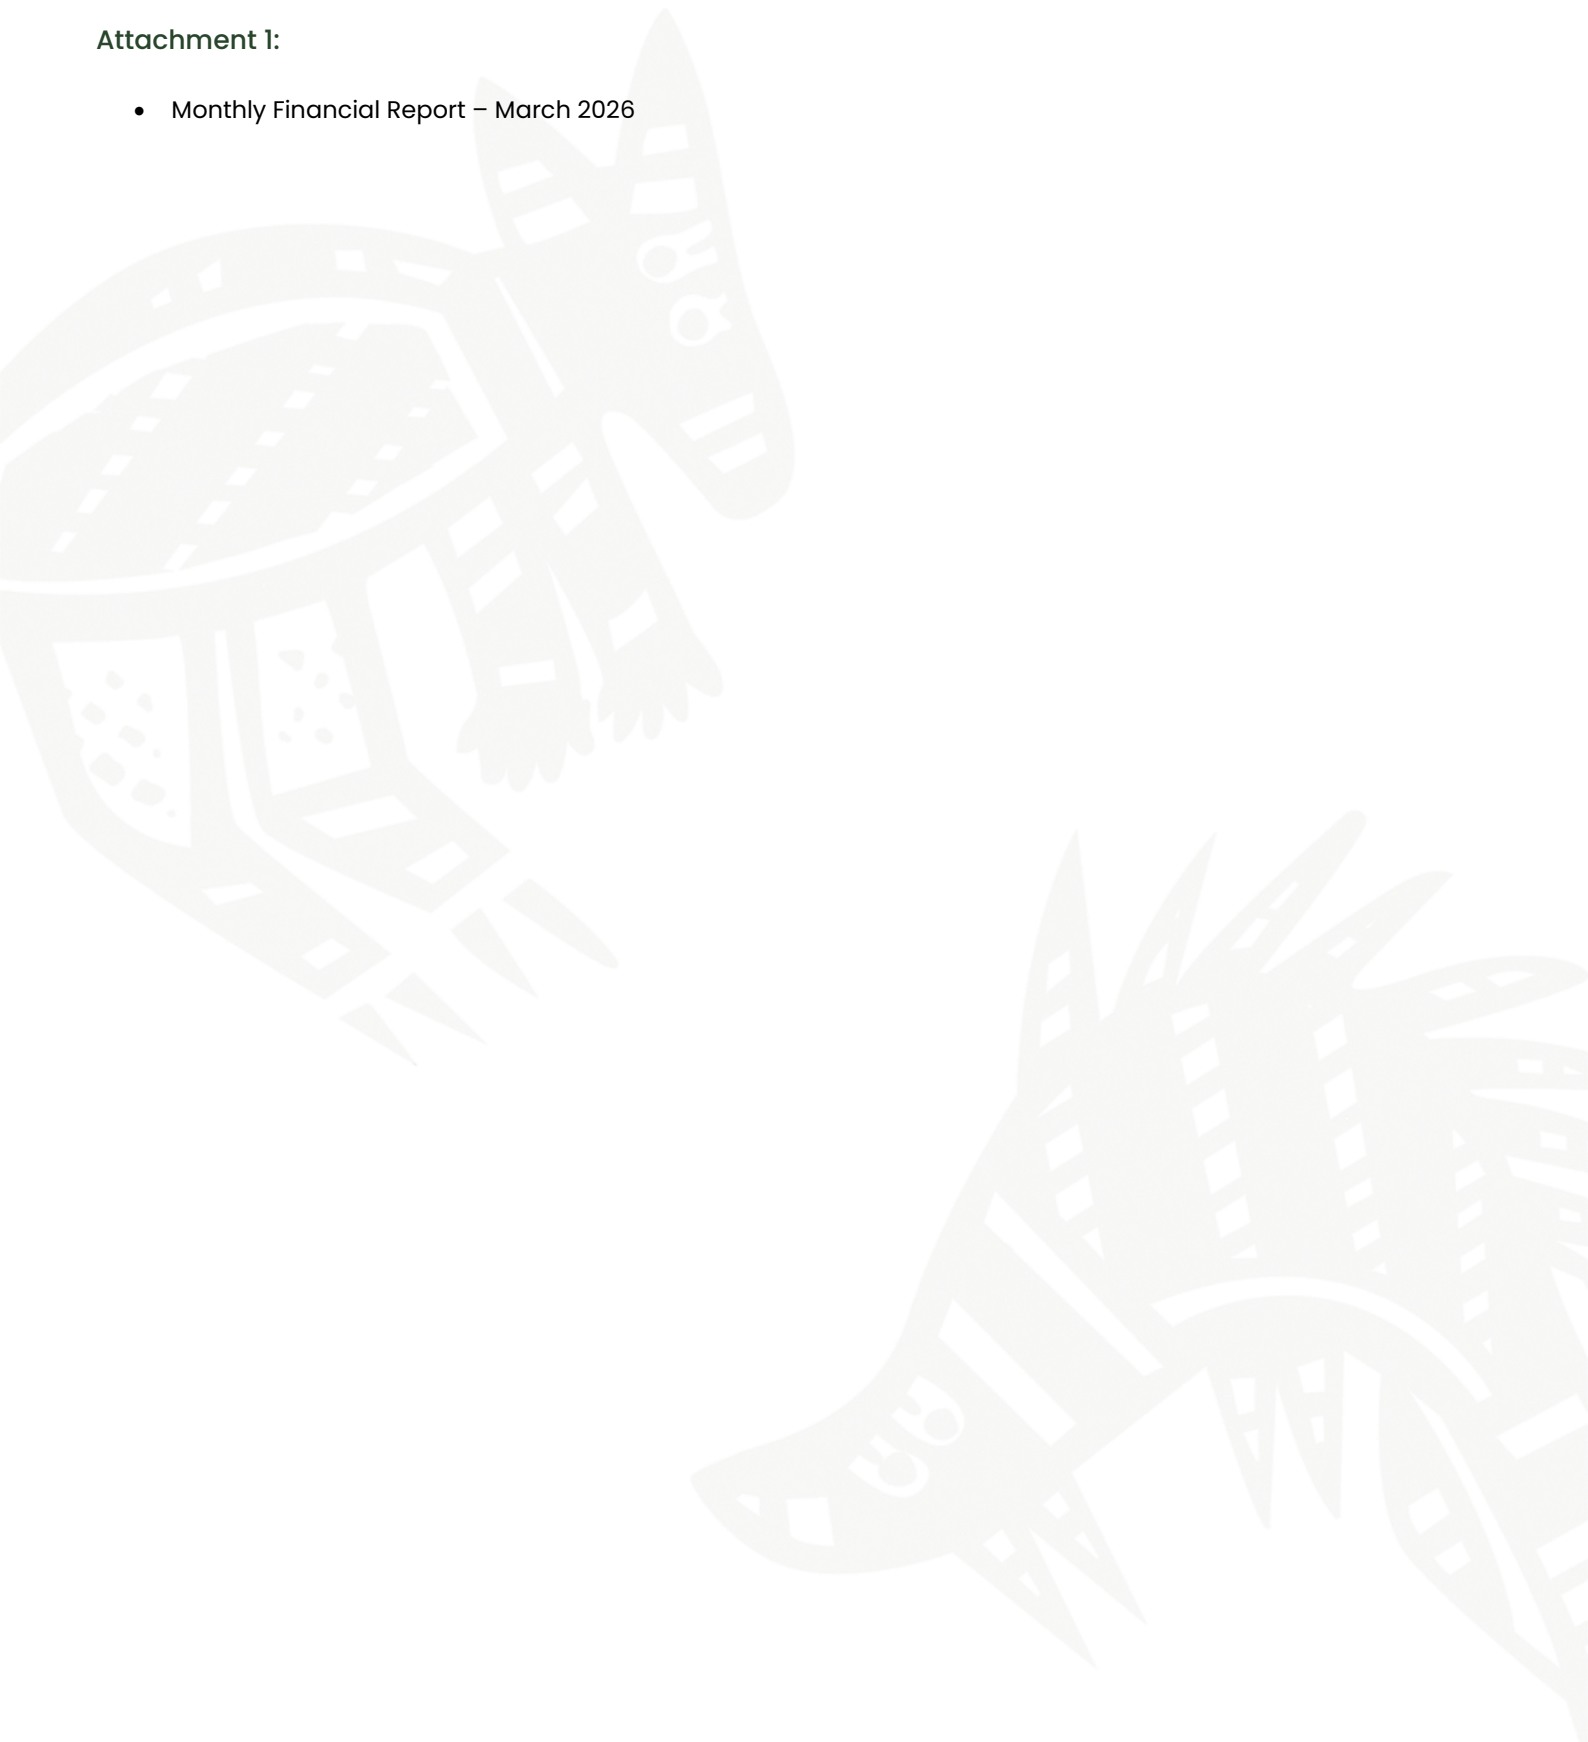 Attachment 1:
• Monthly Financial Report – March 2026